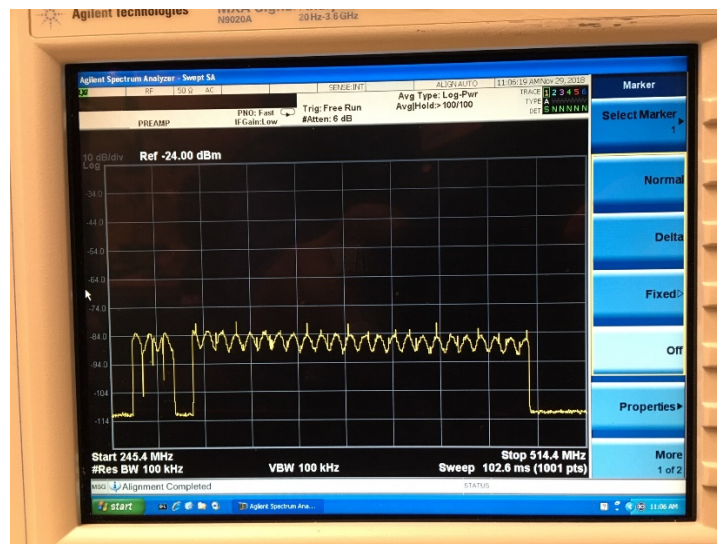 Agilent Technologies
N9020A
20Hz-3.6GHz
Agilent Spectrum Analyzer - Swept SA
RF 50 Ω AC SENSE:INT ALIGN AUTO 11:06:19 AM Nov 29, 2018
Avg Type: Log-Pwr TRACE 1 2 3 4 5 6
PNO: Fast Trig: Free Run Avg|Hold:>100/100 TYPE A
PREAMP IFGain:Low #Atten: 6 dB DET S N N N N N
10 dB/div Ref -24.00 dBm
Log
-34.0
-44.0
-54.0
-64.0
-74.0
-84.0
-94.0
-104
-114
Start 245.4 MHz Stop 514.4 MHz
#Res BW 100 kHz VBW 100 kHz Sweep 102.6 ms (1001 pts)
MSG Alignment Completed STATUS
start Agilent Spectrum Ana... 11:06 AM
Marker
Select Marker
1
Normal
Delta
Fixed
Off
Properties
More
1 of 2